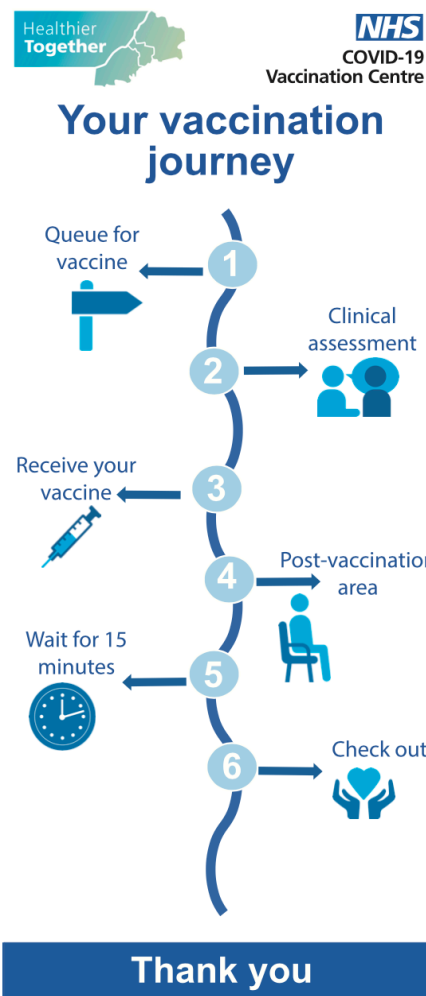 Healthier
Together
NHS
COVID-19
Vaccination Centre
Your vaccination
journey
1
Queue for
vaccine
2
Clinical
assessment
3
Receive your
vaccine
4
Post-vaccination
area
5
Wait for 15
minutes
6
Check out
Thank you